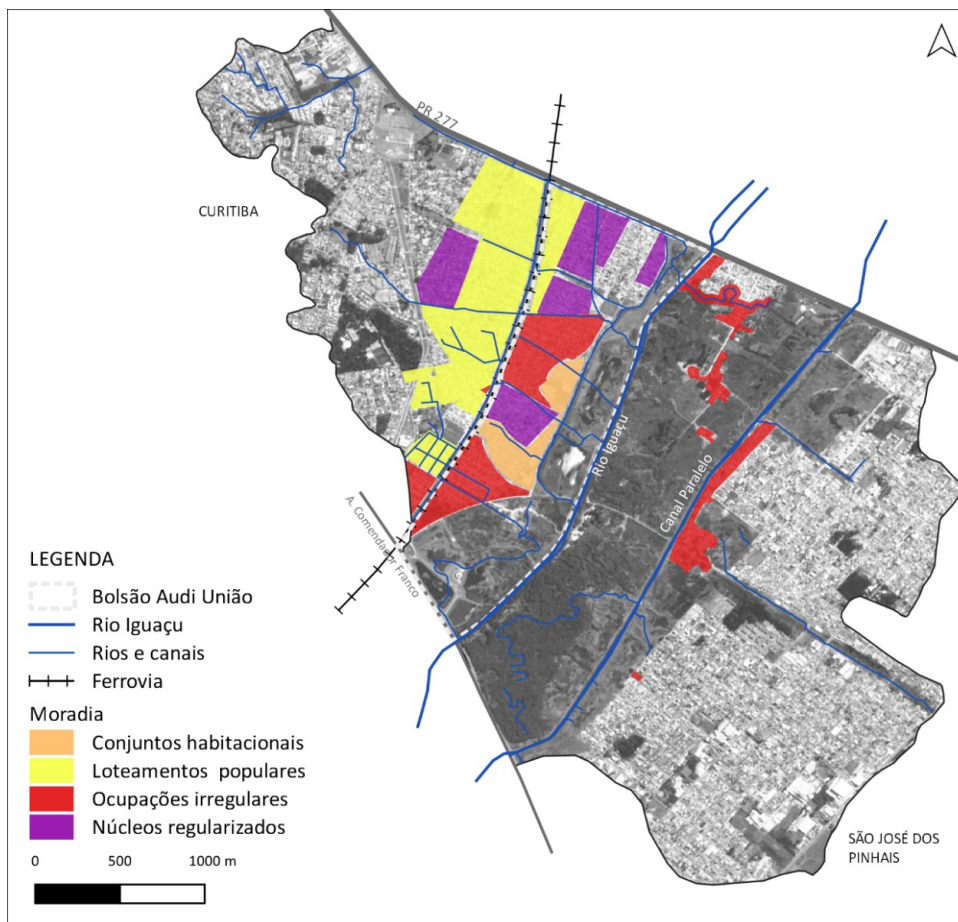 PR 277
CURITIBA
Rio Iguaçu
Canal Paralelo
A. Comendador Franco
LEGENDA
Bolsão Audi União
Rio Iguaçu
Rios e canais
Ferrovia
Moradia
Conjuntos habitacionais
Loteamentos populares
Ocupações irregulares
Núcleos regularizados
0 500 1000 m
SÃO JOSÉ DOS
PINHAIS